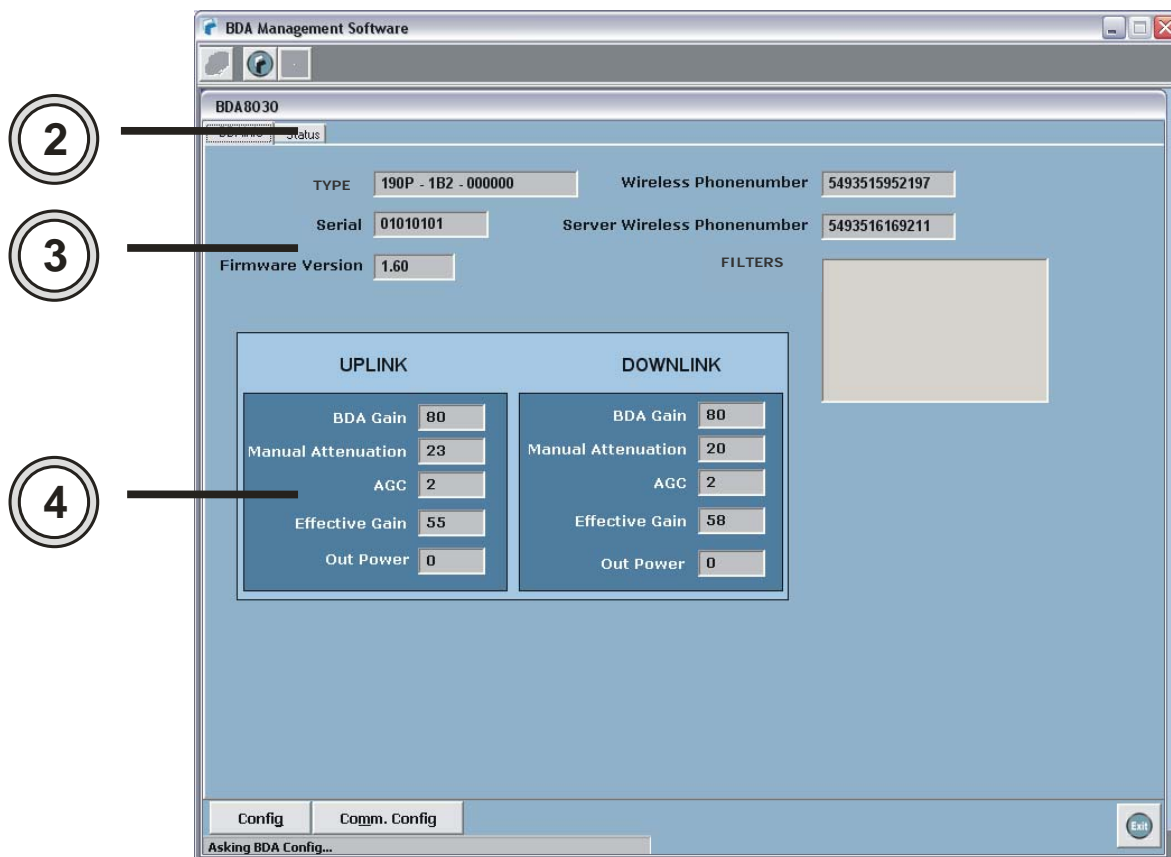 BDA Management Software
BDA8030
2
Status
TYPE 190P - 1B2 - 000000 Wireless Phonenumber 5493515952197
3
Serial 01010101 Server Wireless Phonenumber 5493516169211
Firmware Version 1.60 FILTERS
UPLINK DOWNLINK
BDA Gain 80 BDA Gain 80
Manual Attenuation 23 Manual Attenuation 20
4
AGC 2 AGC 2
Effective Gain 55 Effective Gain 58
Out Power 0 Out Power 0
Config Comm. Config Exit
Asking BDA Config...